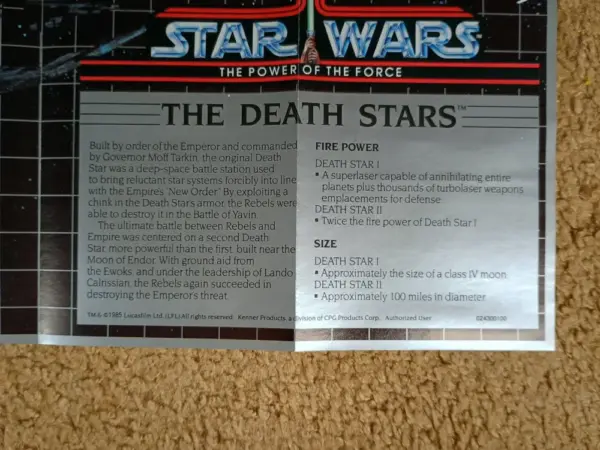 STAR WARS
THE POWER OF THE FORCE
THE DEATH STARS™
Built by order of the Emperor and commanded
by Governor Moff Tarkin, the original Death
Star was a deep-space battle station used
to bring reluctant star systems forcibly into line
with the Empire's "New Order." By exploiting a
chink in the Death Star's armor, the Rebels were
able to destroy it in the Battle of Yavin.
The ultimate battle between Rebels and
Empire was centered on a second Death
Star, more powerful than the first, built near the
Moon of Endor. With ground aid from
the Ewoks, and under the leadership of Lando
Calrissian, the Rebels again succeeded in
destroying the Emperor's threat.
FIRE POWER
DEATH STAR I
• A superlaser capable of annihilating entire
planets plus thousands of turbolaser weapons
emplacements for defense
DEATH STAR II
• Twice the fire power of Death Star I
SIZE
DEATH STAR I
• Approximately the size of a class IV moon
DEATH STAR II
• Approximately 100 miles in diameter
TM & ©1985 Lucasfilm Ltd. (LFL) All rights reserved. Kenner Products, a division of CPG Products Corp., Authorized User